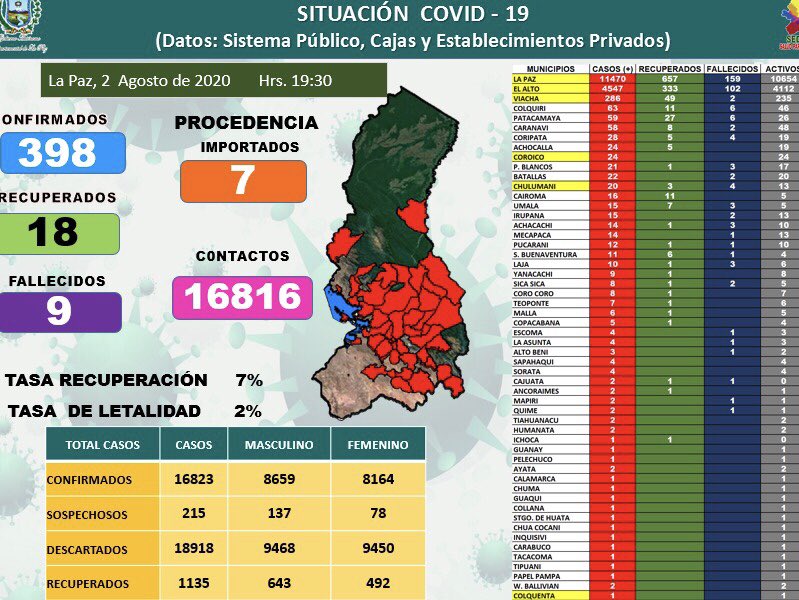 SITUACIÓN COVID - 19
(Datos: Sistema Público, Cajas y Establecimientos Privados)
La Paz, 2 Agosto de 2020 Hrs. 19:30
ONFIRMADOS
398
RECUPERADOS
18
FALLECIDOS
9
PROCEDENCIA
IMPORTADOS
7
C0NTACTOS
16816
TASA RECUPERACIÓN 7%
TASA DE LETALIDAD 2%
TOTAL CASOS CASOS MASCULINO FEMENINO
CONFIRMADOS 16823 8659 8164
SOSPECHOSOS 215 137 78
DESCARTADOS 18918 9468 9450
RECUPERADOS 1135 643 492
MUNICIPIOS CASOS (+) RECUPERADOS FALLECIDOS ACTIVOS
LA PAZ 11470 657 159 10654
EL ALTO 4547 333 102 4112
VIACHA 286 49 2 235
COLQUIRI 63 11 6 46
PATACAMAYA 59 27 6 26
CARANAVI 58 8 2 48
CORIPATA 28 5 4 19
ACHOCALLA 24 5 19
COROICO 24 24
P. BLANCOS 21 1 3 17
BATALLAS 22 2 20
CHULUMANI 20 3 4 13
CAIROMA 16 11 5
UMALA 15 7 3 5
IRUPANA 15 2 13
ACHACACHI 14 1 3 10
MECAPACA 14 1 13
PUCARANI 12 1 1 10
S. BUENAVENTURA 11 6 1 4
LAJA 10 1 3 6
YANACACHI 9 1 8
SICA SICA 8 1 2 5
CORO CORO 8 1 7
TEOPONTE 7 1 6
MALLA 6 1 5
COPACABANA 5 1 4
ESCOMA 4 1 3
LA ASUNTA 4 1 3
ALTO BENI 3 1 2
SAPAHAQUI 4 4
SORATA 4 4
CAJUATA 2 1 1 0
ANCORAIMES 2 1 1
MAPIRI 2 1 1
QUIME 2 1 1
TIAHUANACU 2 2
HUMANATA 2 2
ICHOCA 1 1 0
GUANAY 1 1
PELECHUCO 1 1
AYATA 2 2
CALAMARCA 1 1
CHUMA 1 1
GUAQUI 1 1
COLLANA 1 1
STGO. DE HUATA 1 1
CHUA COCANI 1 1
INQUISIVI 1 1
CARABUCO 1 1
TACACOMA 1 1
TIPUANI 1 1
PAPEL PAMPA 1 1
W. BALLIVIAN 2 2
COLQUENTA 1 1